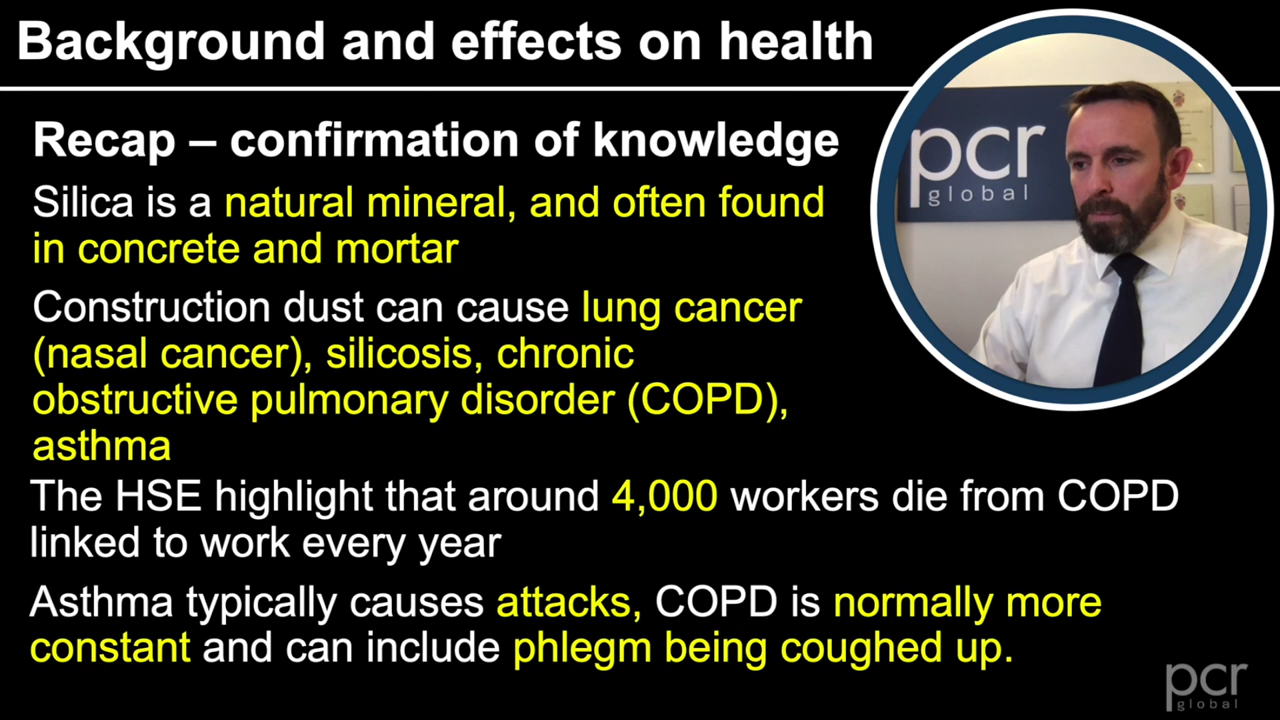 Background and effects on health
Recap – confirmation of knowledge
Silica is a natural mineral, and often found
in concrete and mortar
Construction dust can cause lung cancer
(nasal cancer), silicosis, chronic
obstructive pulmonary disorder (COPD),
asthma
The HSE highlight that around 4,000 workers die from COPD
linked to work every year
Asthma typically causes attacks, COPD is normally more
constant and can include phlegm being coughed up.
pcr
global
pcr
global